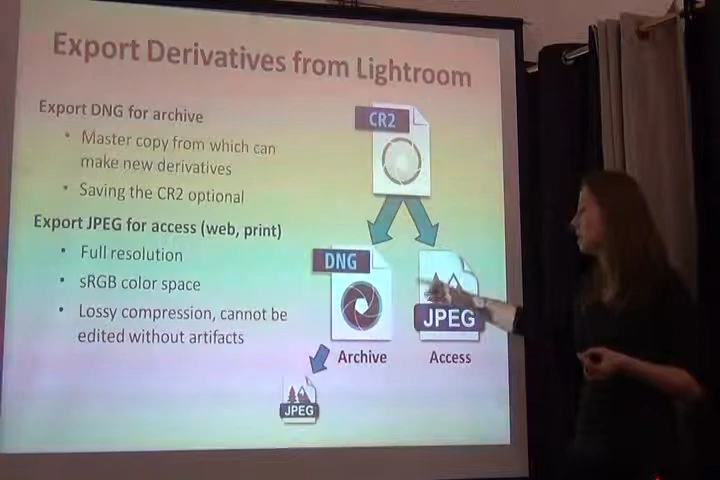 Export Derivatives from Lightroom
Export DNG for archive
• Master copy from which can
make new derivatives
• Saving the CR2 optional
Export JPEG for access (web, print)
• Full resolution
• sRGB color space
• Lossy compression, cannot be
edited without artifacts
CR2
DNG
JPEG
Archive
Access
JPEG